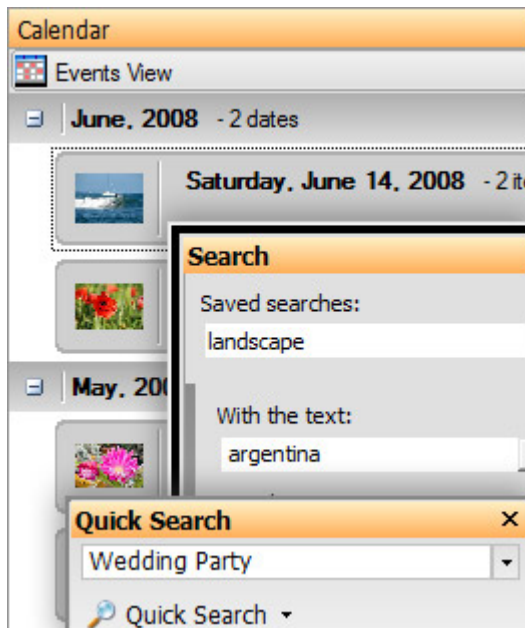 Calendar
Events View
June, 2008 - 2 dates
Saturday, June 14, 2008 - 2
Search
Saved searches:
landscape
May,
With the text:
argentina
Quick Search
Wedding Party
Quick Search